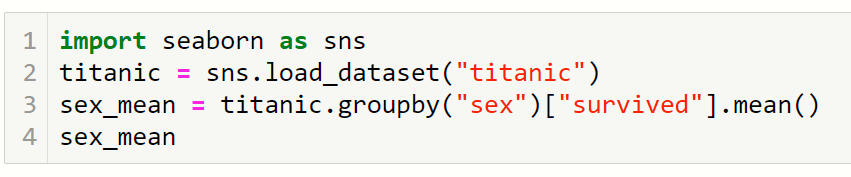 1 import seaborn as sns
2 titanic = sns.load_dataset("titanic")
3 sex_mean = titanic.groupby("sex")["survived"].mean()
4 sex_mean